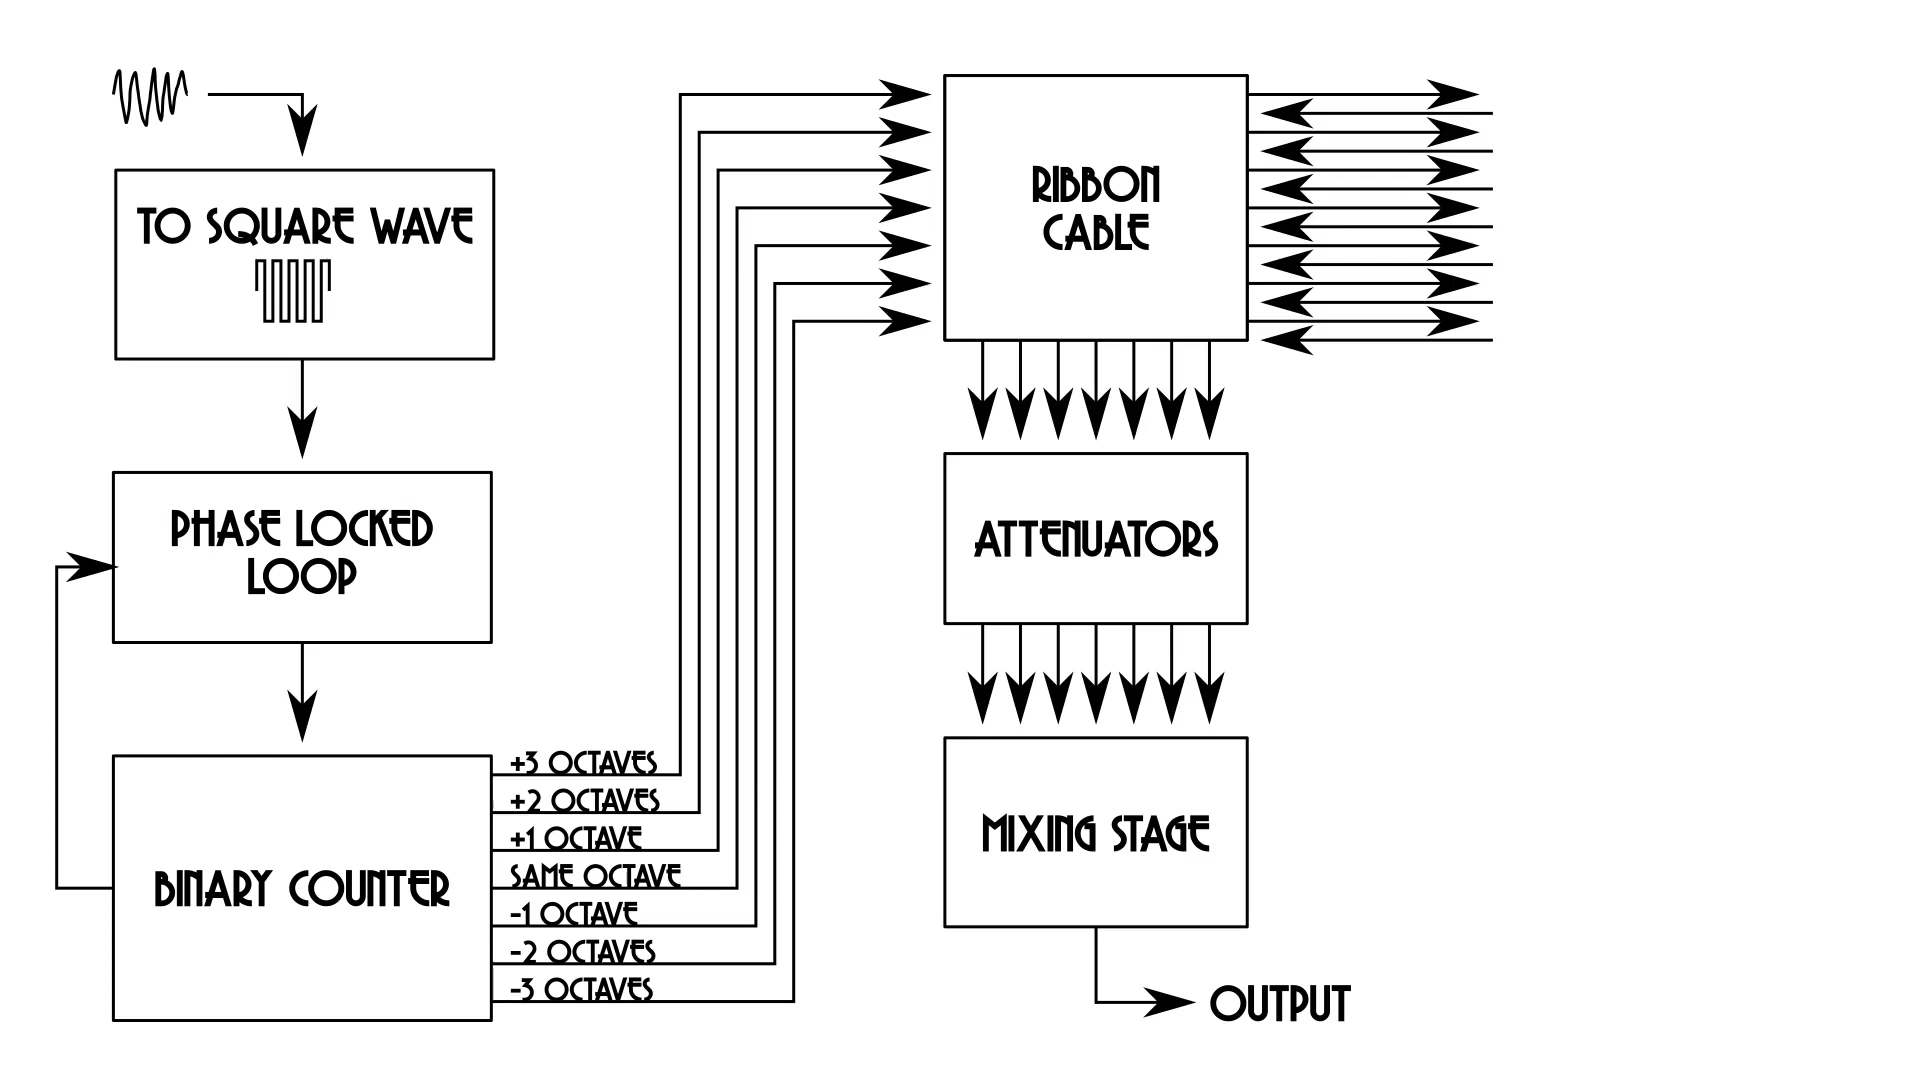 TO SQUARE WAVE
PHASE LOCKED
LOOP
BINARY COUNTER
+3 OCTAVES
+2 OCTAVES
+1 OCTAVE
SAME OCTAVE
-1 OCTAVE
-2 OCTAVES
-3 OCTAVES
RIBBON
CABLE
ATTENUATORS
MIXING STAGE
OUTPUT